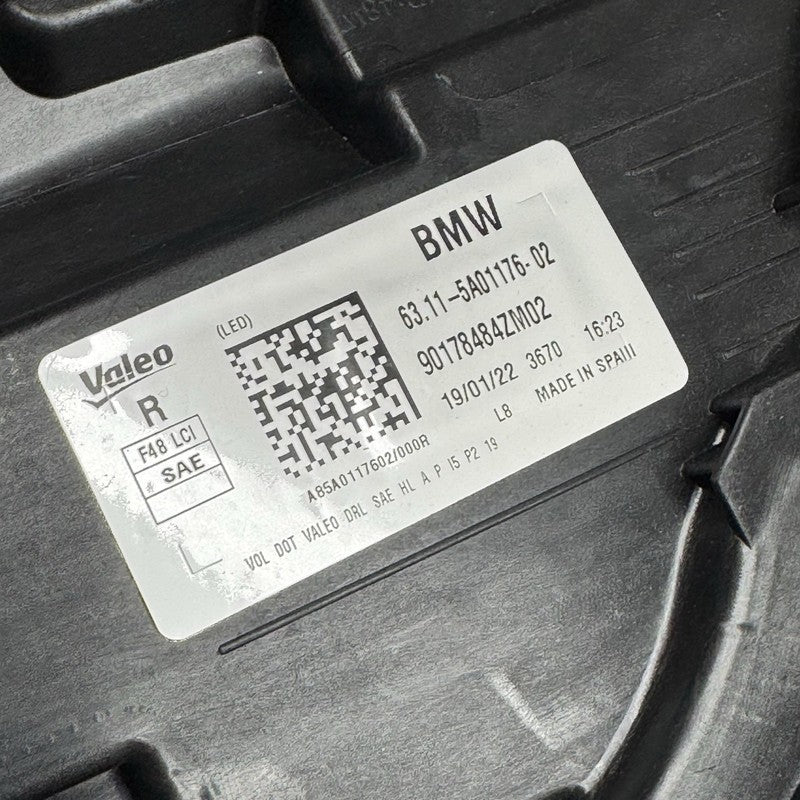 BMW
63.11-5A01176-02
90178484ZM02
19/01/22 3670 16:23
L8 MADE IN SPAIII
(LED)
Valeo
R
F48 LCI
SAE
A85A0117602/000R
VOL DOT VALEO DRL SAE HL A P I5 P2 19